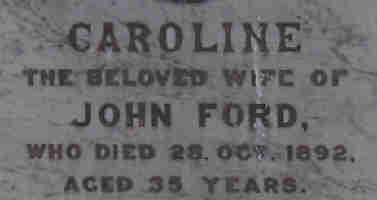 CAROLINE
THE BELOVED WIFE OF
JOHN FORD,
WHO DIED 28. OCT. 1892.
AGED 35 YEARS.